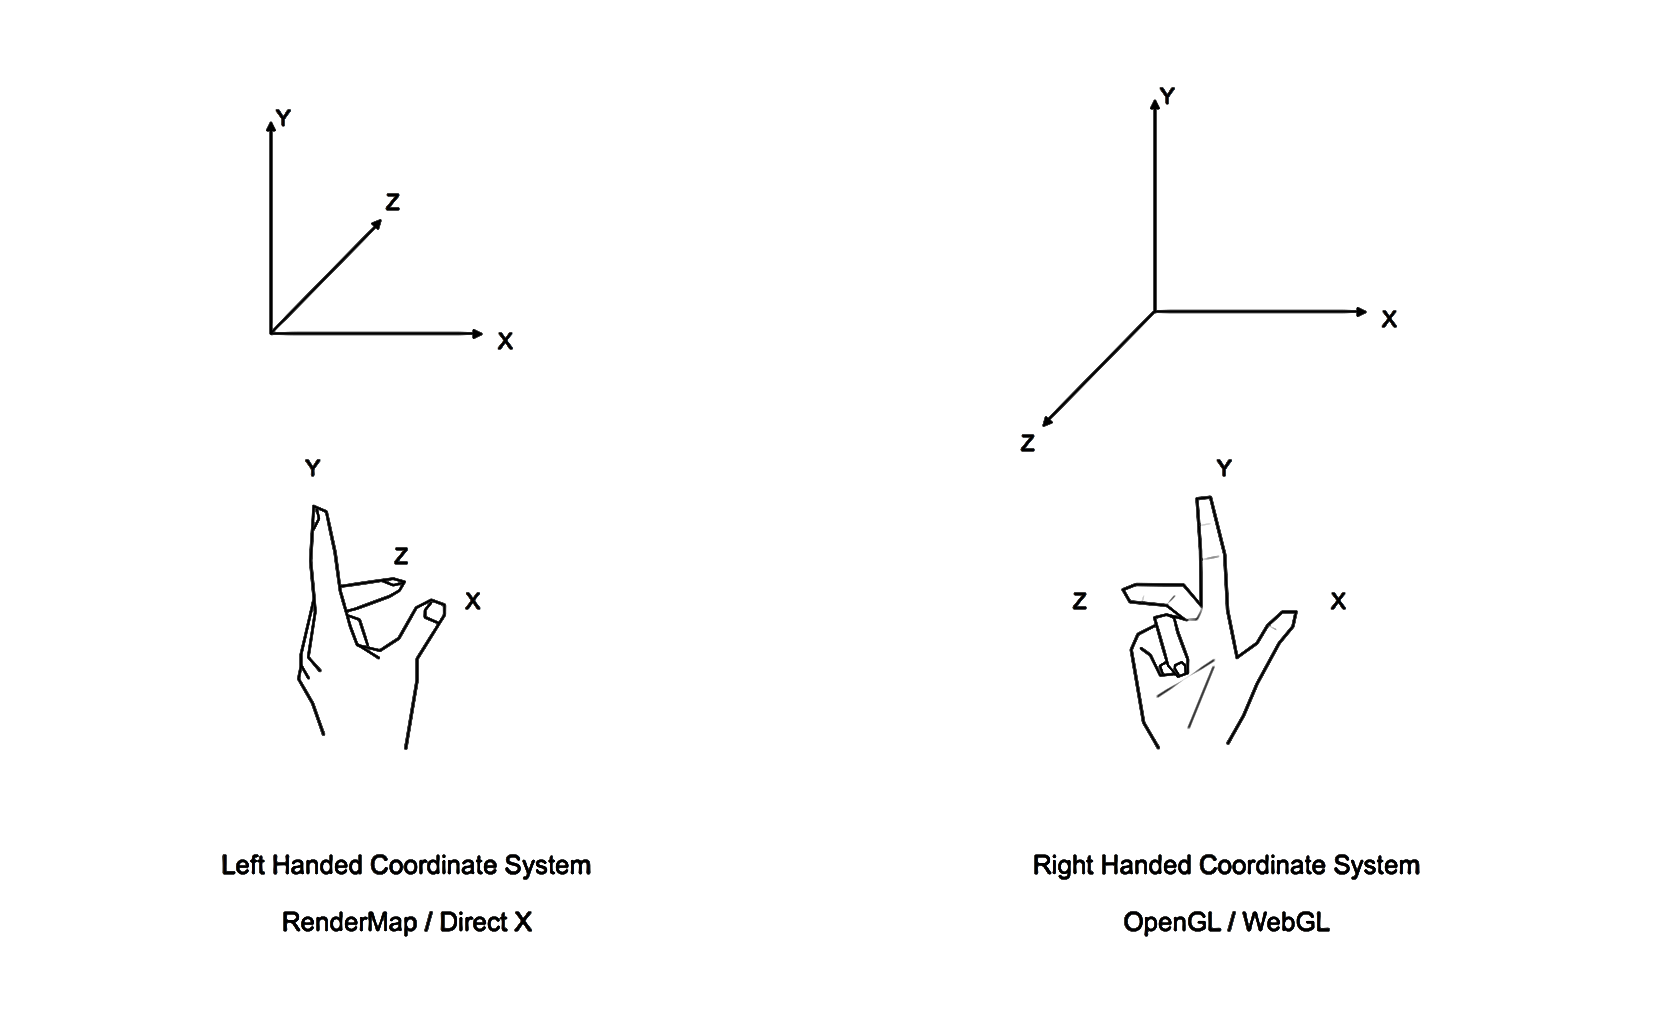 Y
Z
X
Y
X
Z
Y
Z
X
Y
Z
X
Left Handed Coordinate System
RenderMap / Direct X
Right Handed Coordinate System
OpenGL / WebGL